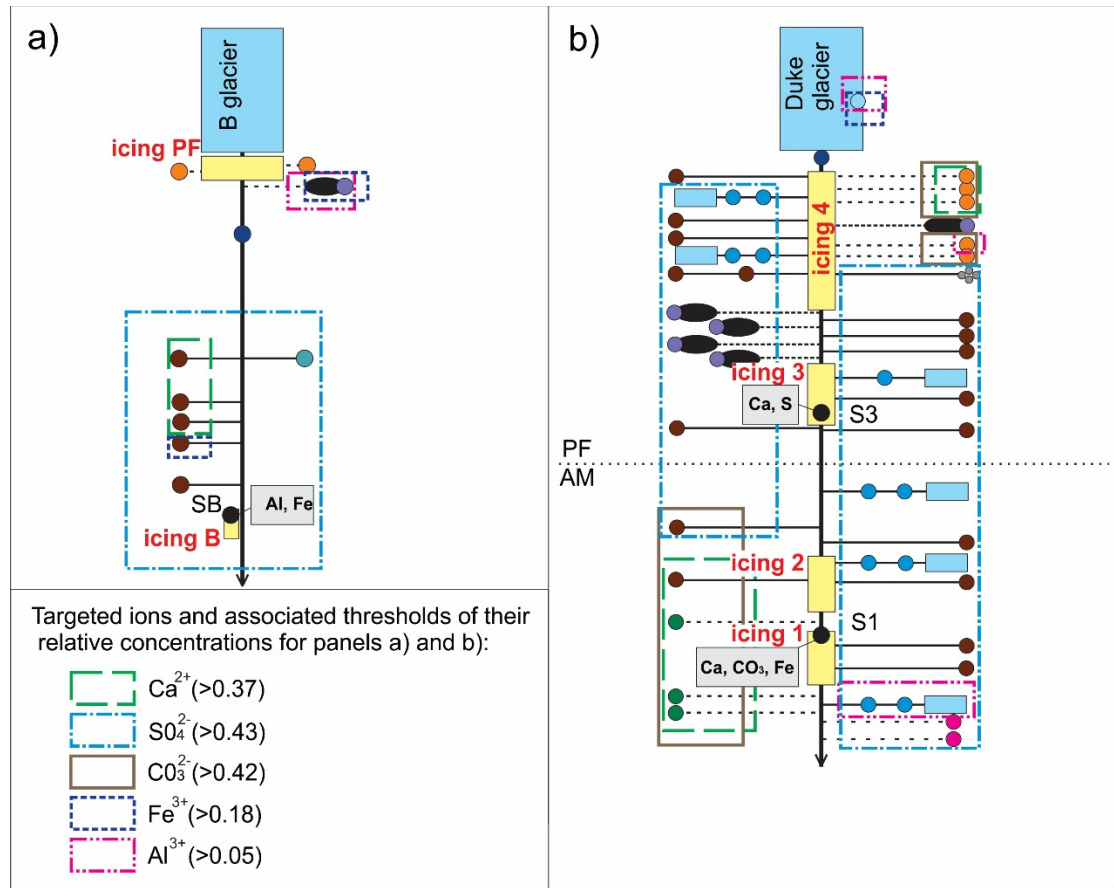 a)
B glacier
icing PF
SB
Al, Fe
icing B
Targeted ions and associated thresholds of their
relative concentrations for panels a) and b):
Ca2+ (>0.37)
S04 2- (>0.43)
C03 2- (>0.42)
Fe3+ (>0.18)
Al3+ (>0.05)
b)
Duke
glacier
icing 4
icing 3
Ca, S
S3
PF
AM
icing 2
icing 1
S1
Ca, CO3, Fe